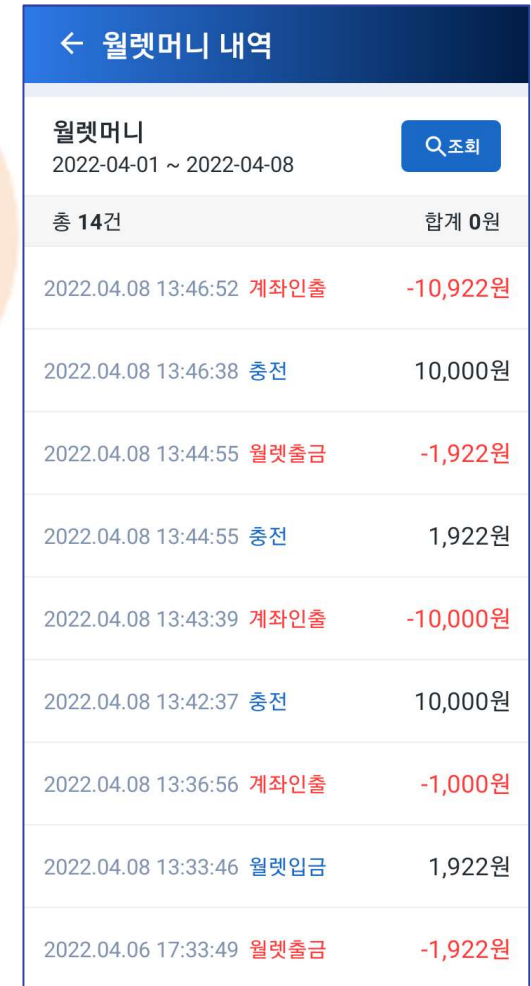 ← 월렛머니 내역
월렛머니
2022-04-01 ~ 2022-04-08
조회
총 14건 합계 0원
2022.04.08 13:46:52 계좌인출 -10,922원
2022.04.08 13:46:38 충전 10,000원
2022.04.08 13:44:55 월렛출금 -1,922원
2022.04.08 13:44:55 충전 1,922원
2022.04.08 13:43:39 계좌인출 -10,000원
2022.04.08 13:42:37 충전 10,000원
2022.04.08 13:36:56 계좌인출 -1,000원
2022.04.08 13:33:46 월렛입금 1,922원
2022.04.06 17:33:49 월렛출금 -1,922원